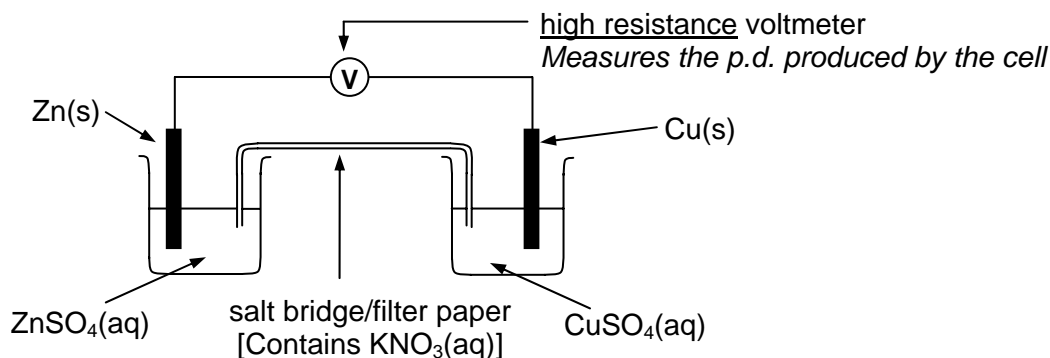 high resistance voltmeter
Measures the p.d. produced by the cell
V
Zn(s)
Cu(s)
ZnSO₄(aq)
salt bridge/filter paper
[Contains KNO₃(aq)]
CuSO₄(aq)